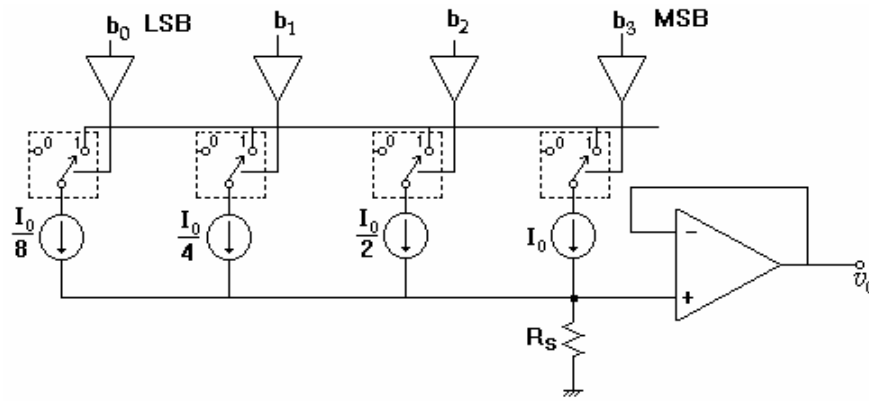 b0 LSB b1 b2 b3 MSB
0 1 0 1 0 1 0 1
I0/8 I0/4 I0/2 I0
−
+
v0
RS